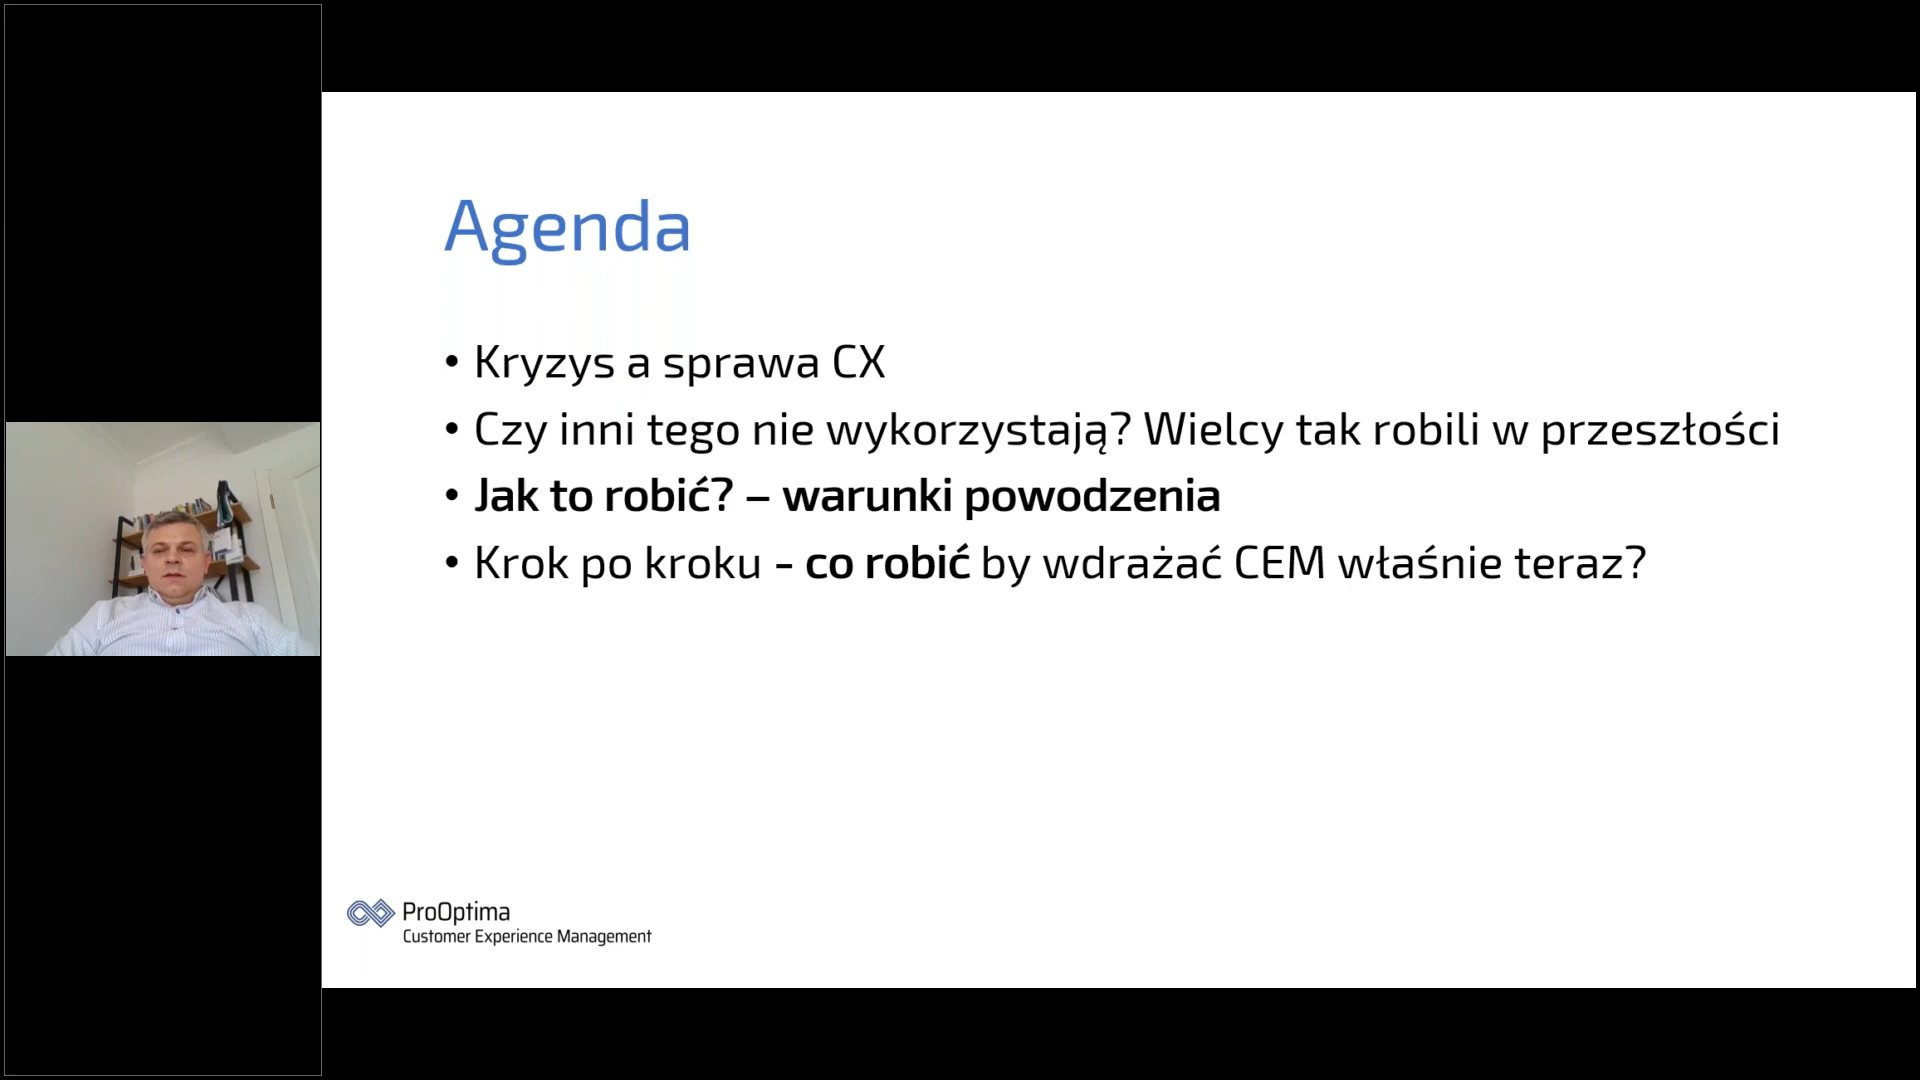 Agenda
• Kryzys a sprawa CX
• Czy inni tego nie wykorzystają? Wielcy tak robili w przeszłości
• Jak to robić? – warunki powodzenia
• Krok po kroku - co robić by wdrażać CEM właśnie teraz?
ProOptima
Customer Experience Management